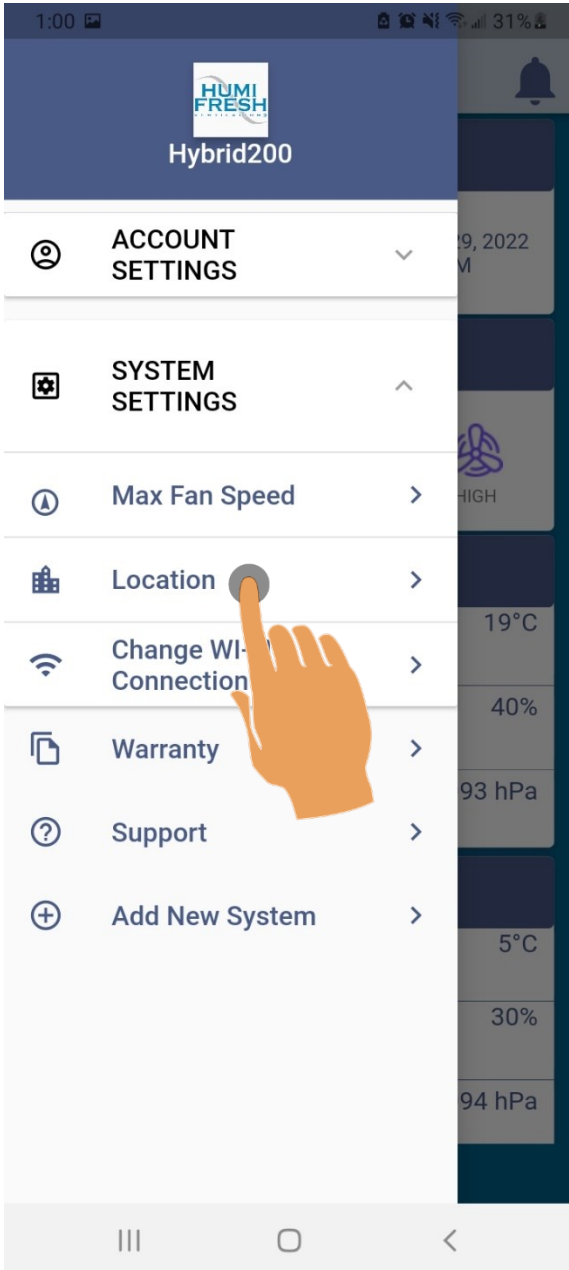 1:00
31%
HUMI
FRESH
Hybrid200
ACCOUNT
SETTINGS
29, 2022
M
SYSTEM
SETTINGS
Max Fan Speed
HIGH
Location
19°C
Change WI-
Connection
40%
Warranty
93 hPa
Support
Add New System
5°C
30%
94 hPa